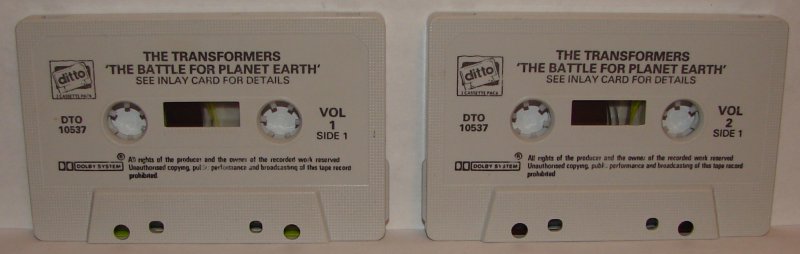 ditto
2 CASSETTE PACK
THE TRANSFORMERS
'THE BATTLE FOR PLANET EARTH'
SEE INLAY CARD FOR DETAILS
DTO
10537
VOL
1
SIDE 1
DOLBY SYSTEM ®
All rights of the producer and the owner of the recorded work reserved
Unauthorised copying, public performance and broadcasting of this tape record
prohibited
ditto
2 CASSETTE PACK
THE TRANSFORMERS
'THE BATTLE FOR PLANET EARTH'
SEE INLAY CARD FOR DETAILS
DTO
10537
VOL
2
SIDE 1
DOLBY SYSTEM ®
All rights of the producer and the owner of the recorded work reserved
Unauthorised copying, public performance and broadcasting of this tape record
prohibited